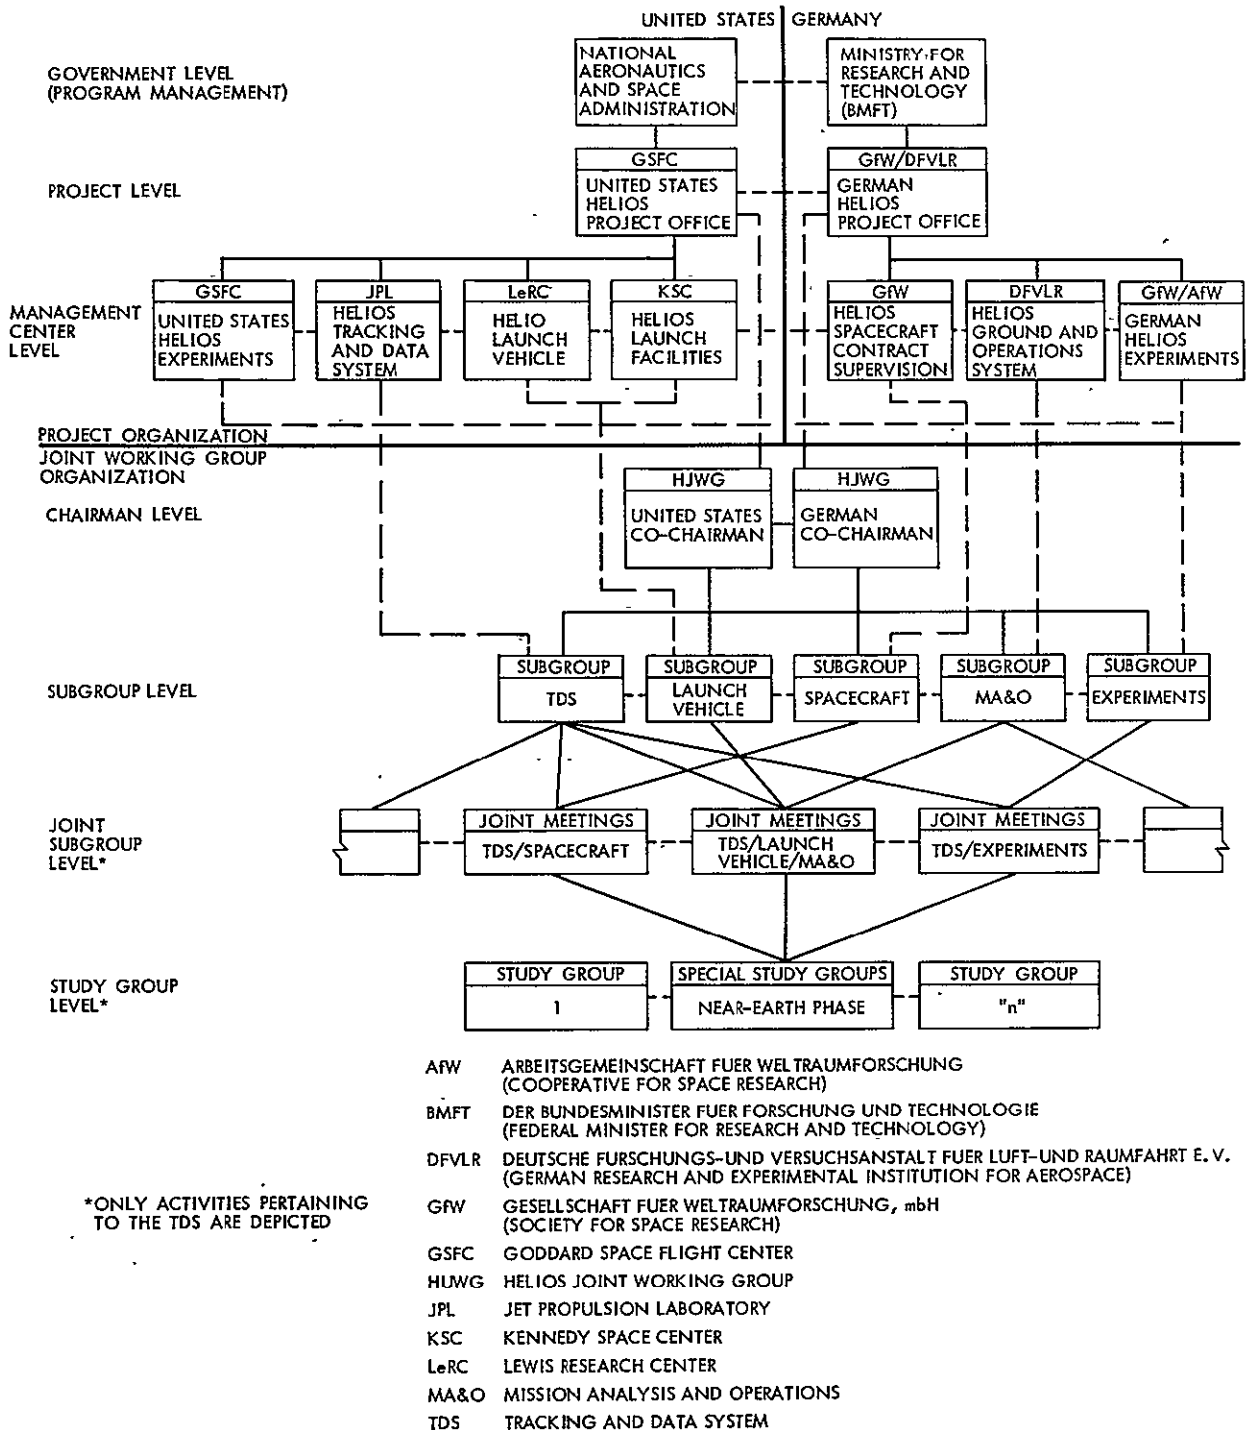 UNITED STATES GERMANY
GOVERNMENT LEVEL
(PROGRAM MANAGEMENT)
NATIONAL
AERONAUTICS
AND SPACE
ADMINISTRATION
MINISTRY FOR
RESEARCH AND
TECHNOLOGY
(BMFT)
PROJECT LEVEL
GSFC
UNITED STATES
HELIOS
PROJECT OFFICE
GfW/DFVLR
GERMAN
HELIOS
PROJECT OFFICE
MANAGEMENT
CENTER
LEVEL
GSFC
UNITED STATES
HELIOS
EXPERIMENTS
JPL
HELIOS
TRACKING
AND DATA
SYSTEM
LeRC
HELIO
LAUNCH
VEHICLE
KSC
HELIOS
LAUNCH
FACILITIES
GfW
HELIOS
SPACECRAFT
CONTRACT
SUPERVISION
DFVLR
HELIOS
GROUND AND
OPERATIONS
SYSTEM
GfW/AfW
GERMAN
HELIOS
EXPERIMENTS
PROJECT ORGANIZATION
JOINT WORKING GROUP
ORGANIZATION
CHAIRMAN LEVEL
HJWG
UNITED STATES
CO-CHAIRMAN
HJWG
GERMAN
CO-CHAIRMAN
SUBGROUP LEVEL
SUBGROUP
TDS
SUBGROUP
LAUNCH
VEHICLE
SUBGROUP
SPACECRAFT
SUBGROUP
MA&O
SUBGROUP
EXPERIMENTS
JOINT
SUBGROUP
LEVEL*
JOINT MEETINGS
TDS/SPACECRAFT
JOINT MEETINGS
TDS/LAUNCH
VEHICLE/MA&O
JOINT MEETINGS
TDS/EXPERIMENTS
STUDY GROUP
LEVEL*
STUDY GROUP
1
SPECIAL STUDY GROUPS
NEAR-EARTH PHASE
STUDY GROUP
"n"
AfW ARBEITSGEMEINSCHAFT FUER WELTRAUMFORSCHUNG
(COOPERATIVE FOR SPACE RESEARCH)
BMFT DER BUNDESMINISTER FUER FORSCHUNG UND TECHNOLOGIE
(FEDERAL MINISTER FOR RESEARCH AND TECHNOLOGY)
DFVLR DEUTSCHE FURSCHUNGS-UND VERSUCHSANSTALT FUER LUFT-UND RAUMFAHRT E.V.
(GERMAN RESEARCH AND EXPERIMENTAL INSTITUTION FOR AEROSPACE)
*ONLY ACTIVITIES PERTAINING
TO THE TDS ARE DEPICTED
GfW GESELLSCHAFT FUER WELTRAUMFORSCHUNG, mbH
(SOCIETY FOR SPACE RESEARCH)
GSFC GODDARD SPACE FLIGHT CENTER
HUWG HELIOS JOINT WORKING GROUP
JPL JET PROPULSION LABORATORY
KSC KENNEDY SPACE CENTER
LeRC LEWIS RESEARCH CENTER
MA&O MISSION ANALYSIS AND OPERATIONS
TDS TRACKING AND DATA SYSTEM